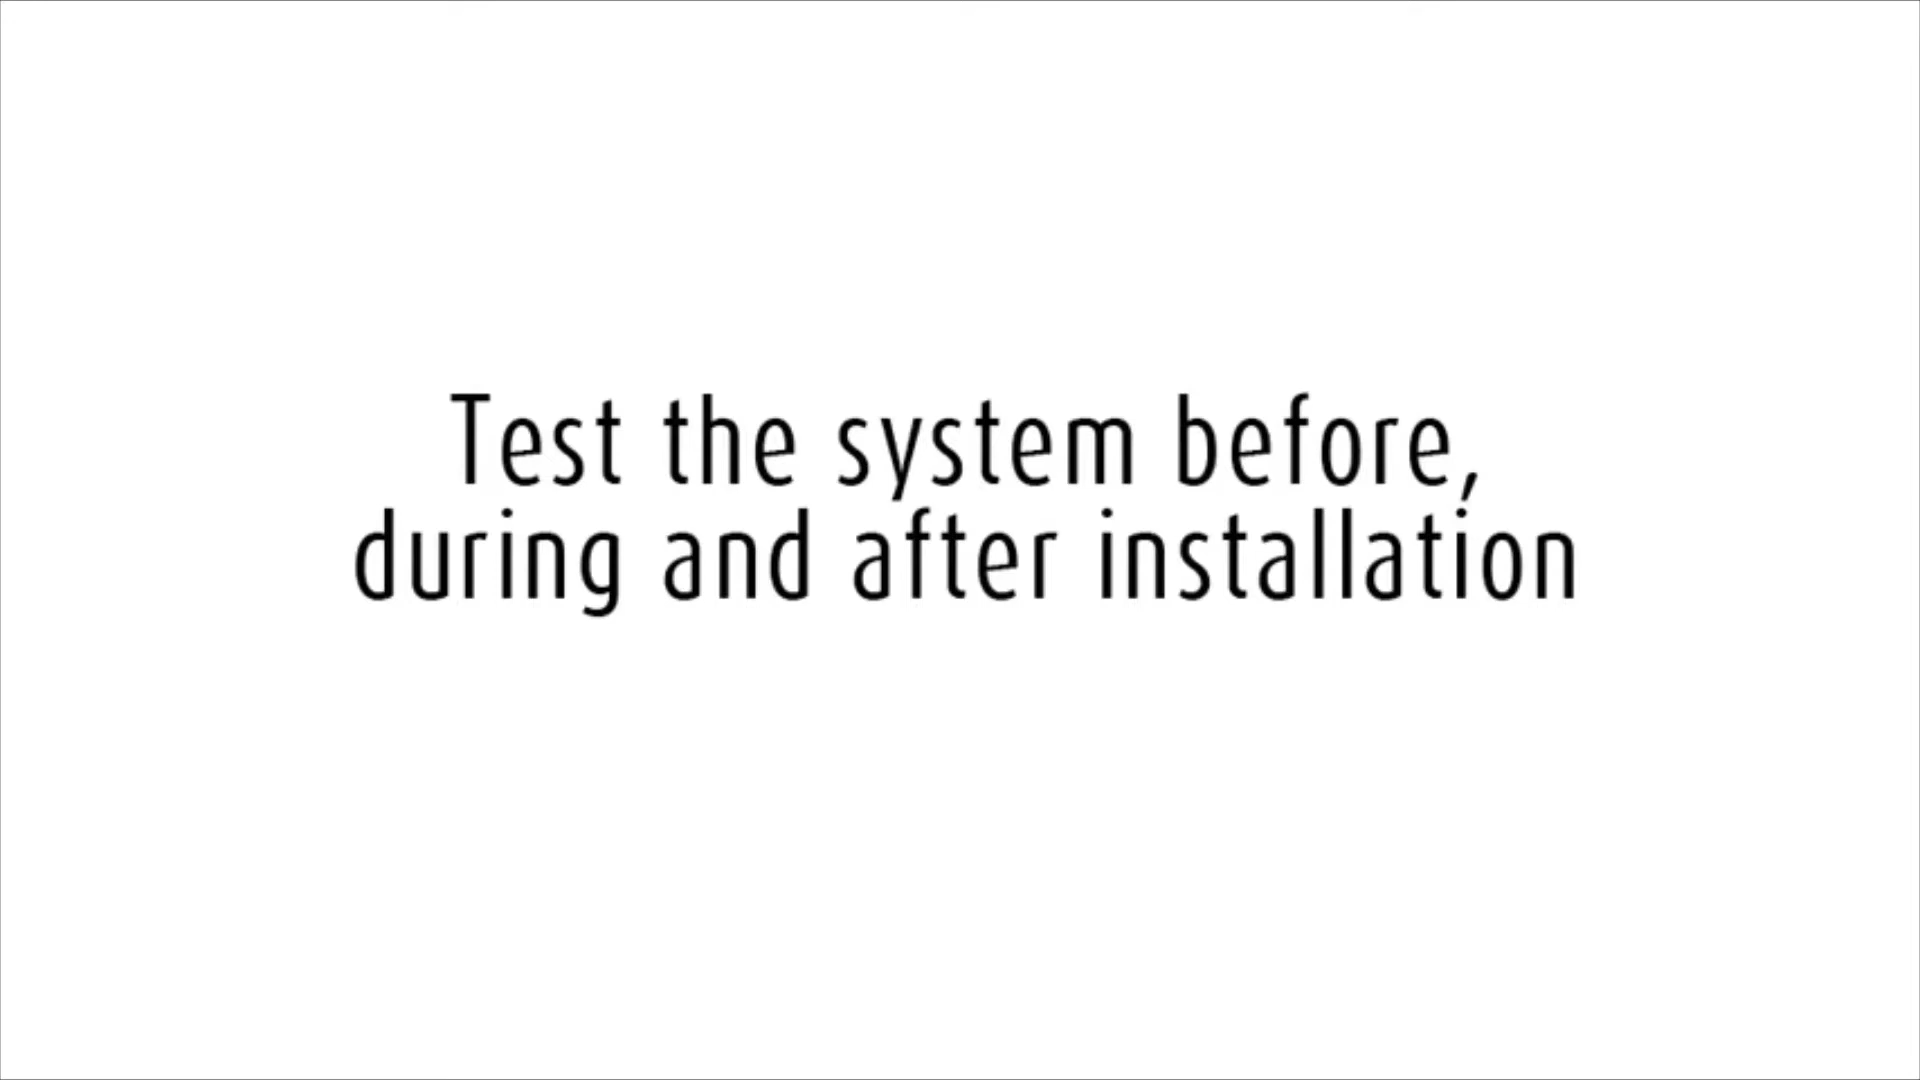 Test the system before,
during and after installation